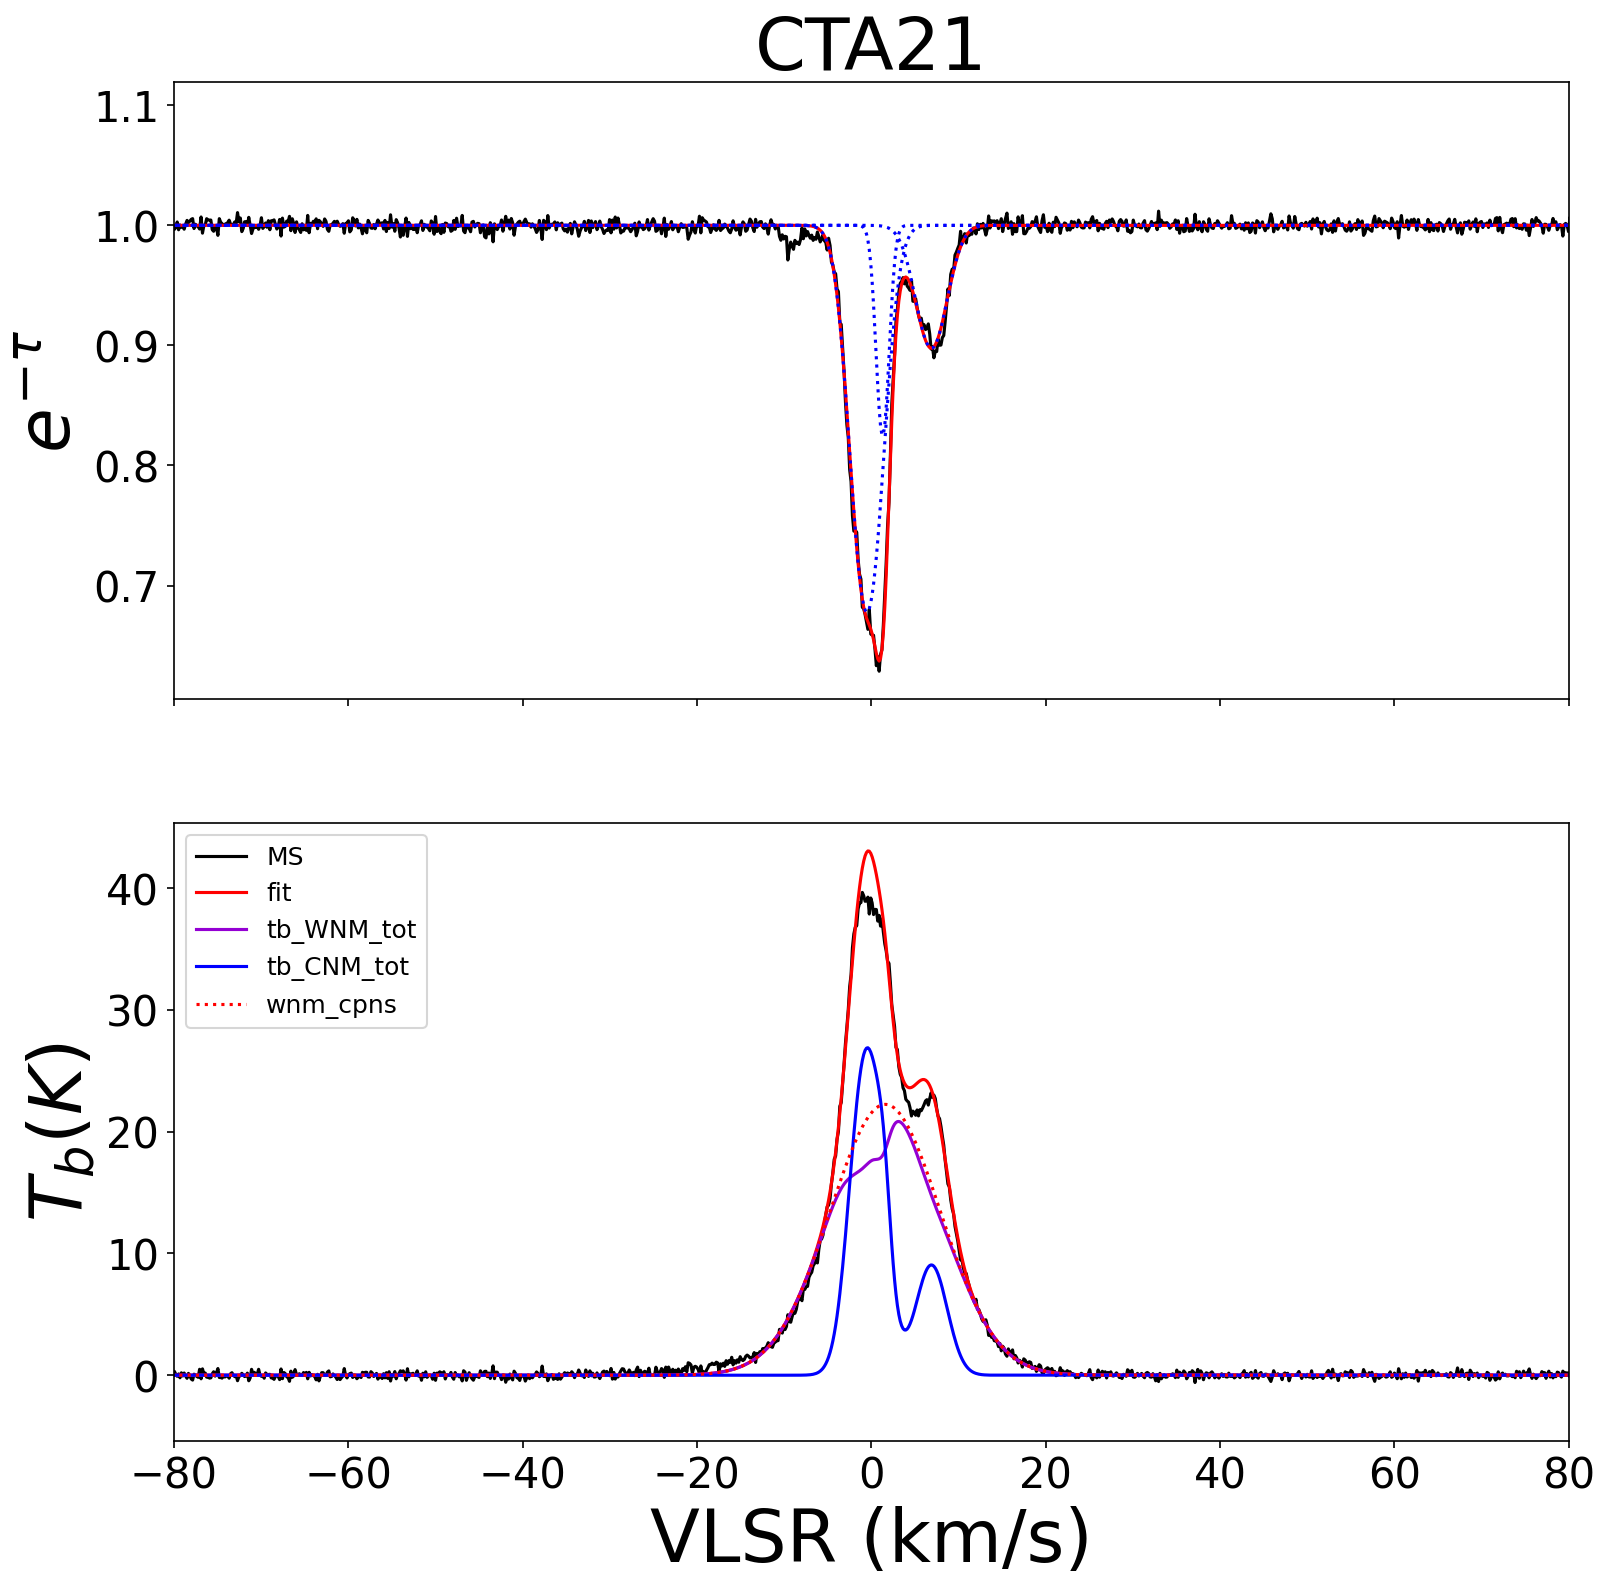 CTA21
1.1
1.0
0.9
0.8
0.7
e^{-τ}
MS
fit
tb_WNM_tot
tb_CNM_tot
wnm_cpns
40
30
20
10
0
T_b(K)
−80 −60 −40 −20 0 20 40 60 80
VLSR (km/s)